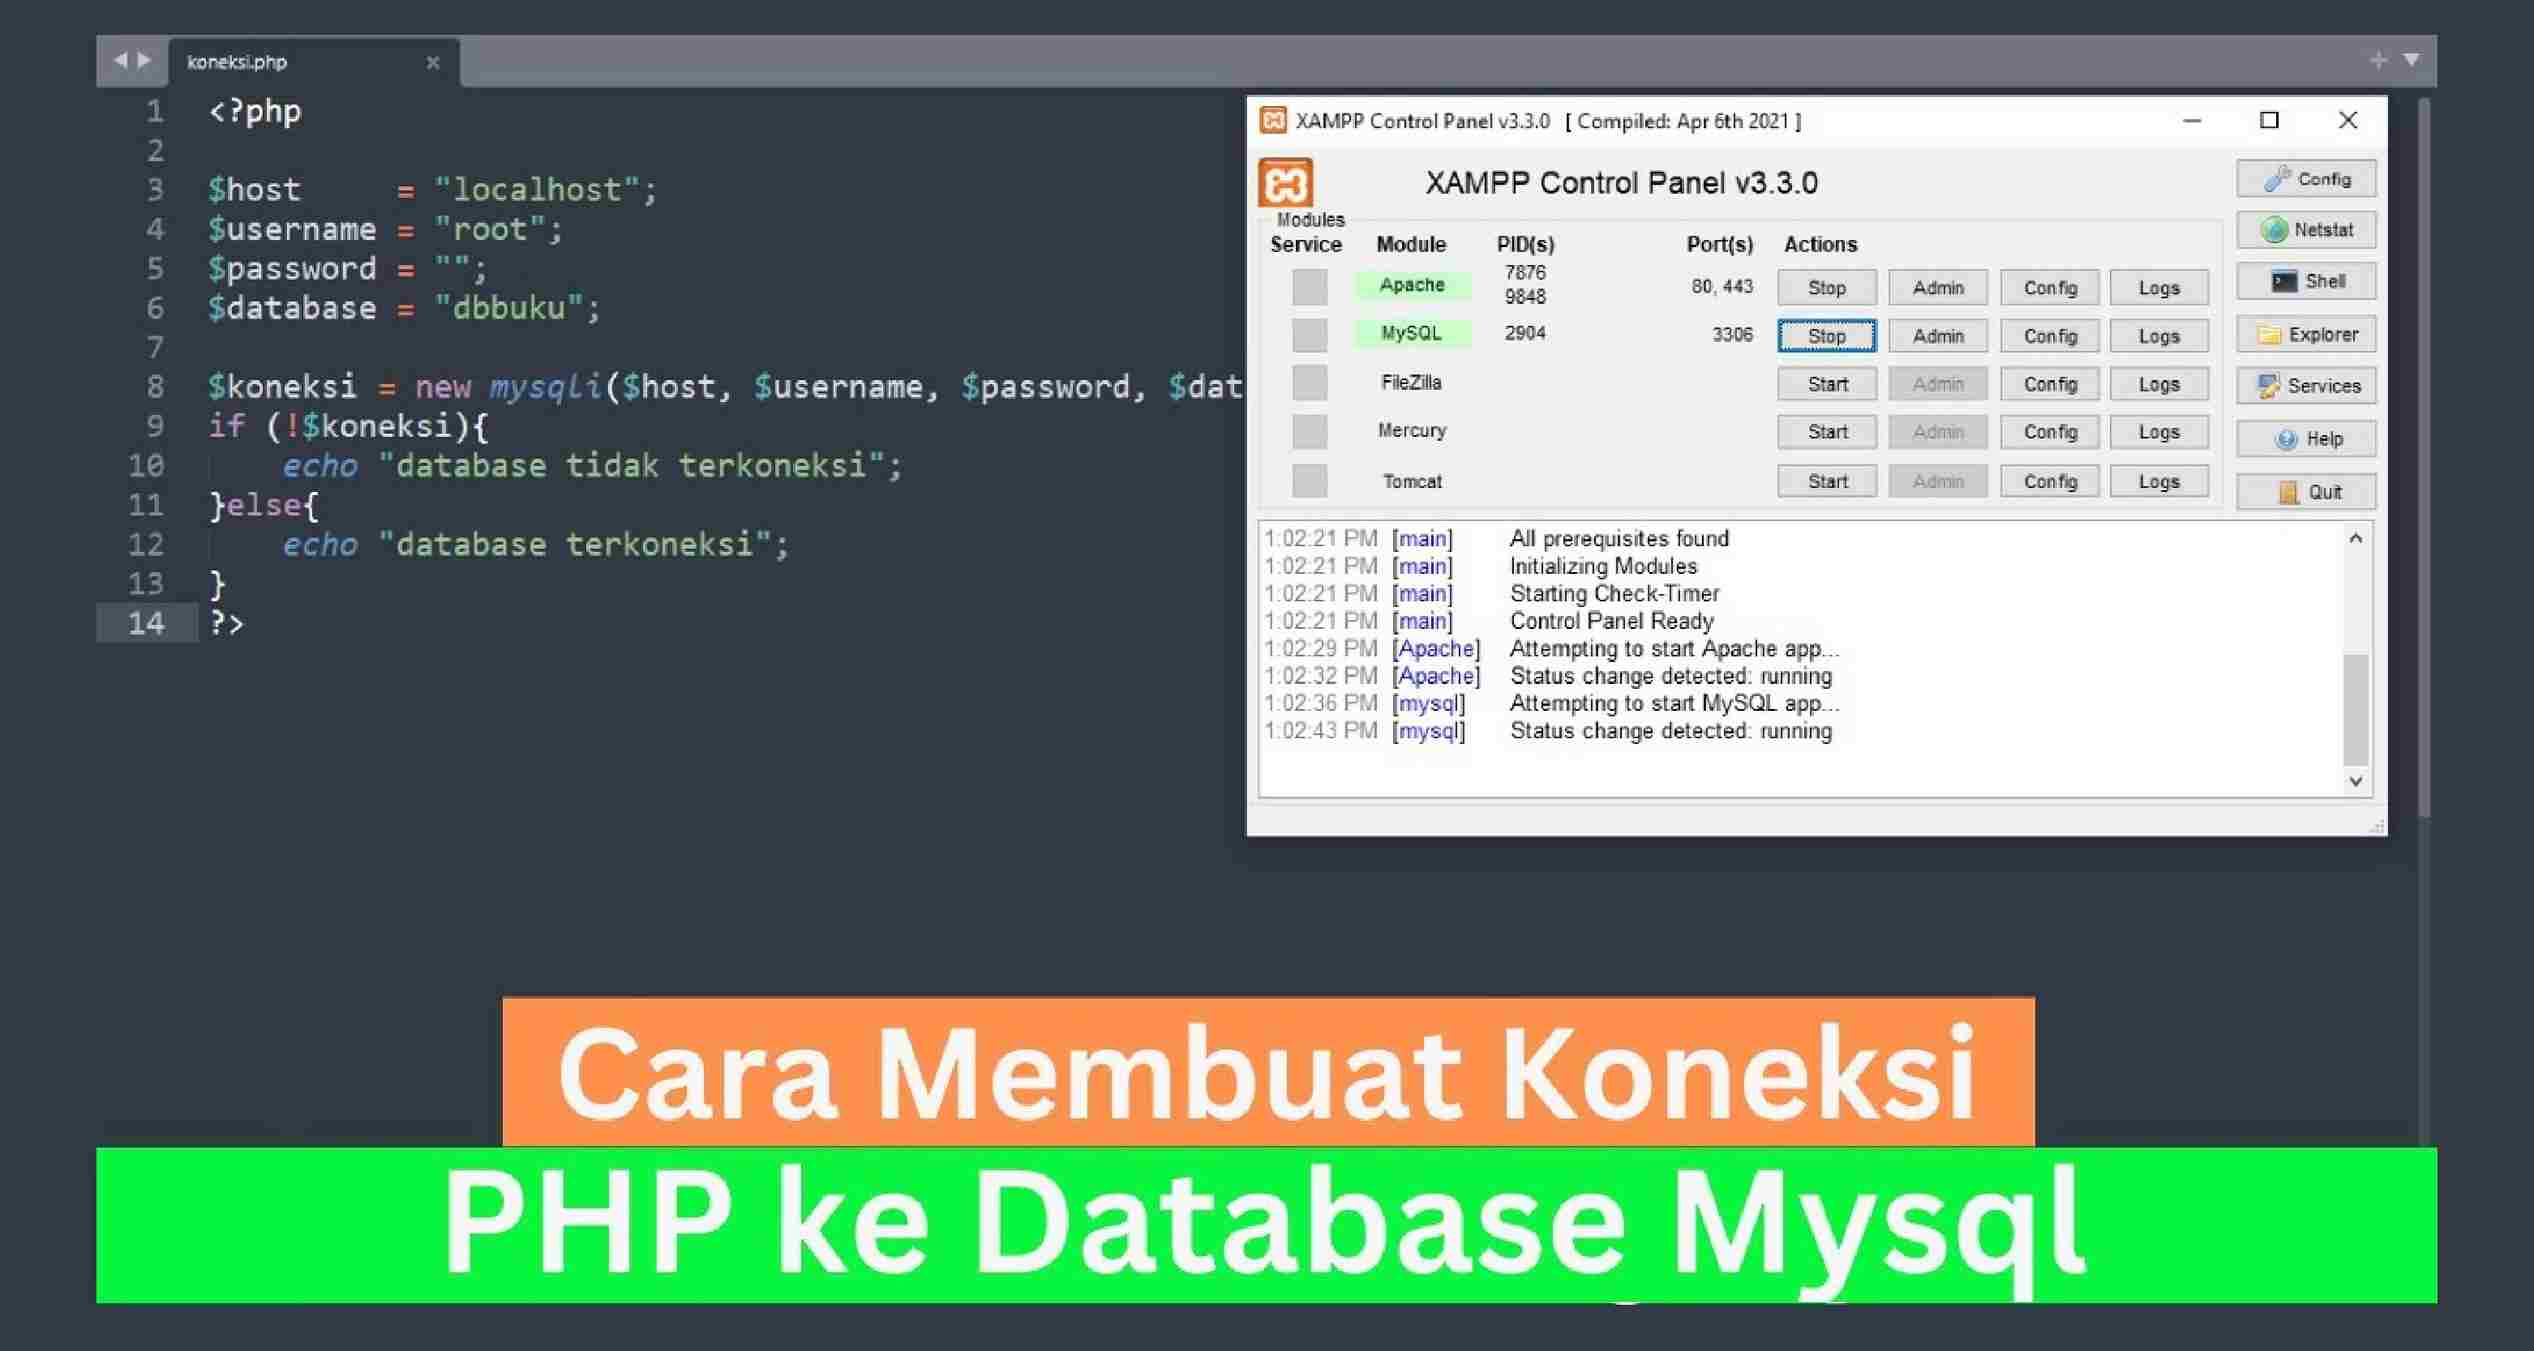 koneksi.php
1 <?php
2
3 $host     = "localhost";
4 $username = "root";
5 $password = "";
6 $database = "dbbuku";
7
8 $koneksi = new mysqli($host, $username, $password, $dat
9 if (!$koneksi){
10     echo "database tidak terkoneksi";
11 }else{
12     echo "database terkoneksi";
13 }
14 ?>
XAMPP Control Panel v3.3.0 [ Compiled: Apr 6th 2021 ]
XAMPP Control Panel v3.3.0
Modules
Service Module PID(s) Port(s) Actions
Apache 7876 9848 80, 443 Stop Admin Config Logs
MySQL 2904 3306 Stop Admin Config Logs
FileZilla Start Admin Config Logs
Mercury Start Admin Config Logs
Tomcat Start Admin Config Logs
Config
Netstat
Shell
Explorer
Services
Help
Quit
1:02:21 PM [main] All prerequisites found
1:02:21 PM [main] Initializing Modules
1:02:21 PM [main] Starting Check-Timer
1:02:21 PM [main] Control Panel Ready
1:02:29 PM [Apache] Attempting to start Apache app...
1:02:32 PM [Apache] Status change detected: running
1:02:36 PM [mysql] Attempting to start MySQL app...
1:02:43 PM [mysql] Status change detected: running
Cara Membuat Koneksi
PHP ke Database Mysql